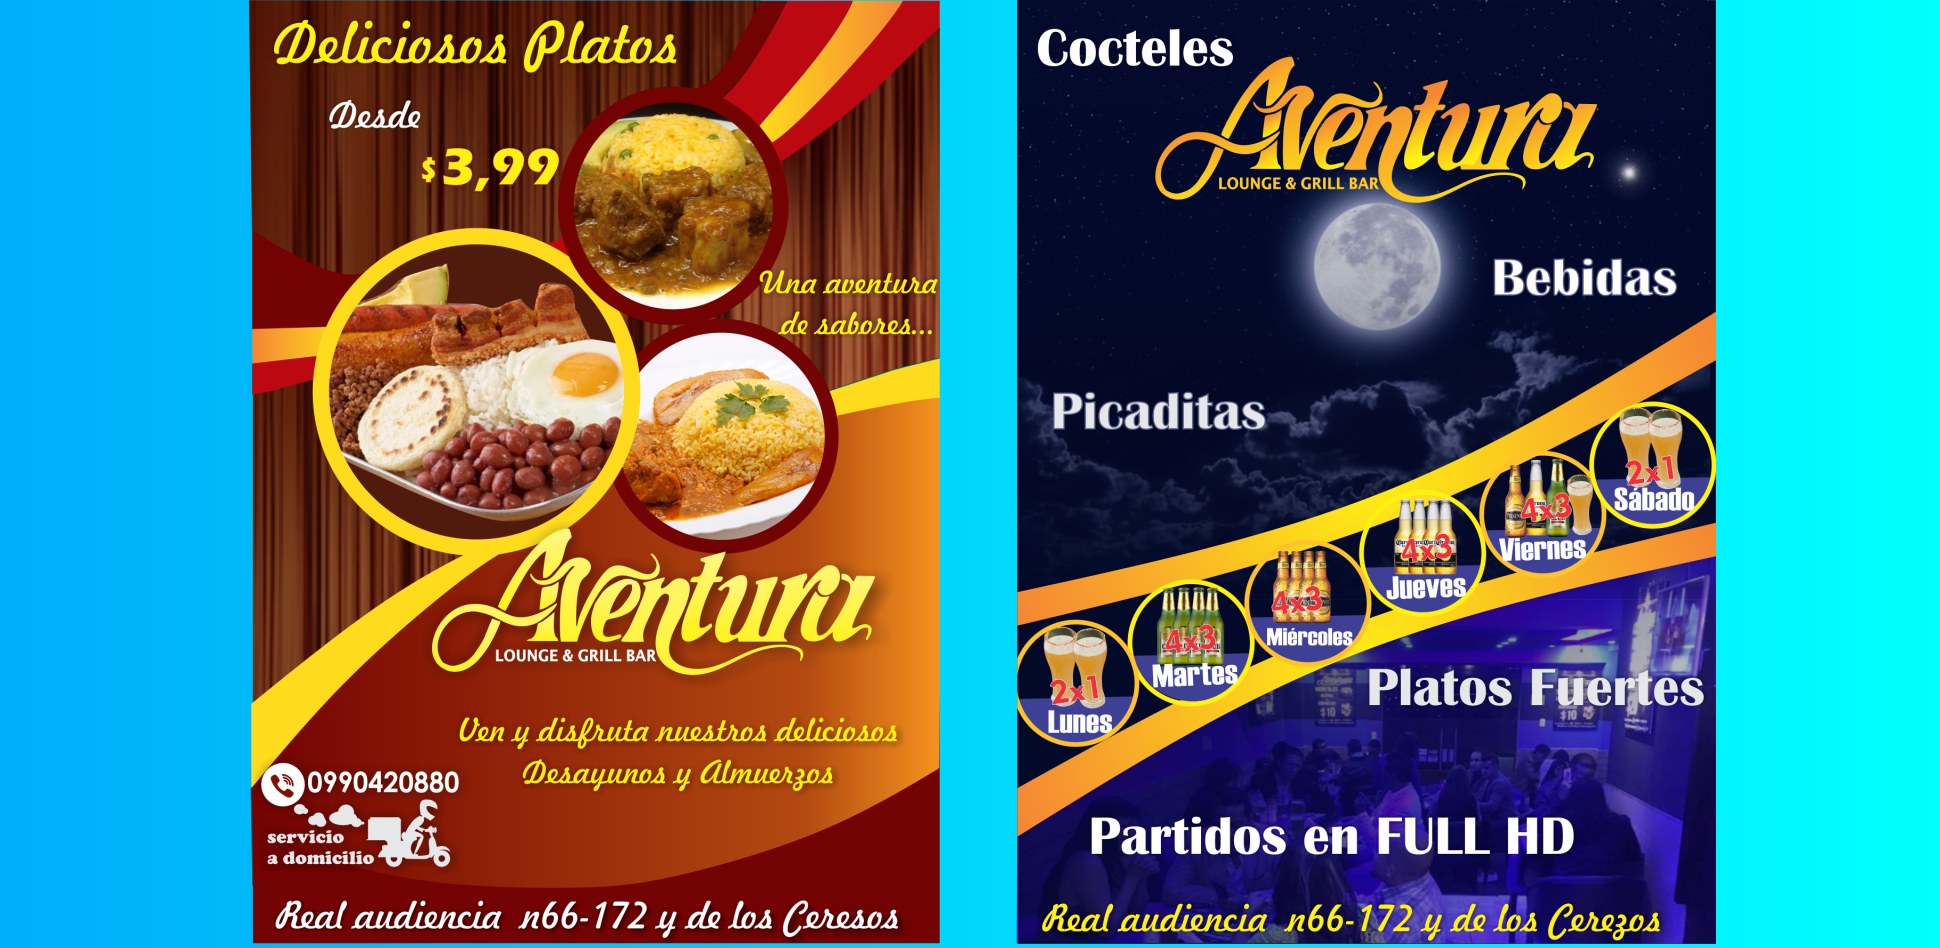 Deliciosos Platos
Desde
$3,99
Una aventura
de sabores...
Aventura
LOUNGE & GRILL BAR
Ven y disfruta nuestros deliciosos
Desayunos y Almuerzos
0990420880
servicio
a domicilio
Real audiencia n66-172 y de los Ceresos
Cocteles
Aventura
LOUNGE & GRILL BAR
Bebidas
Picaditas
2x1
Sábado
4x3
Viernes
4x3
Jueves
4x3
Miércoles
4x3
Martes
2x1
Lunes
Platos Fuertes
$10
Partidos en FULL HD
Real audiencia n66-172 y de los Cerezos